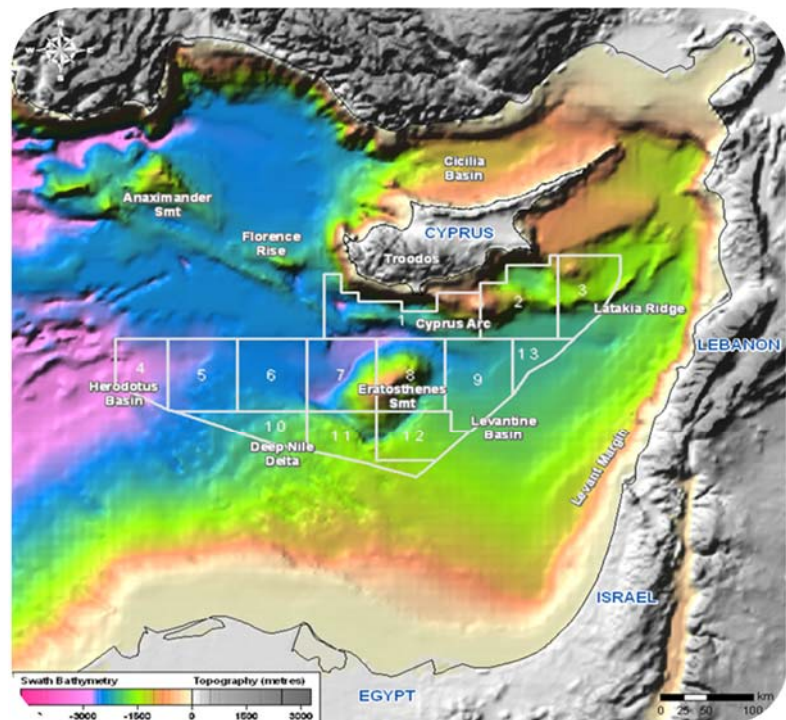 N
W
E
S
Cicilia
Basin
Anaximander
Smt
Florence
Rise
CYPRUS
Troodos
2
3
1
Cyprus Arc
Latakia Ridge
LEBANON
13
4
5
6
7
8
9
Herodotus
Basin
Eratosthenes
Smt
Levantine
Basin
10
11
12
Deep Nile
Delta
Levant Margin
ISRAEL
EGYPT
Swath Bathymetry
Topography (metres)
-3000
-1500
0
1500
3000
km
0 25 50 100